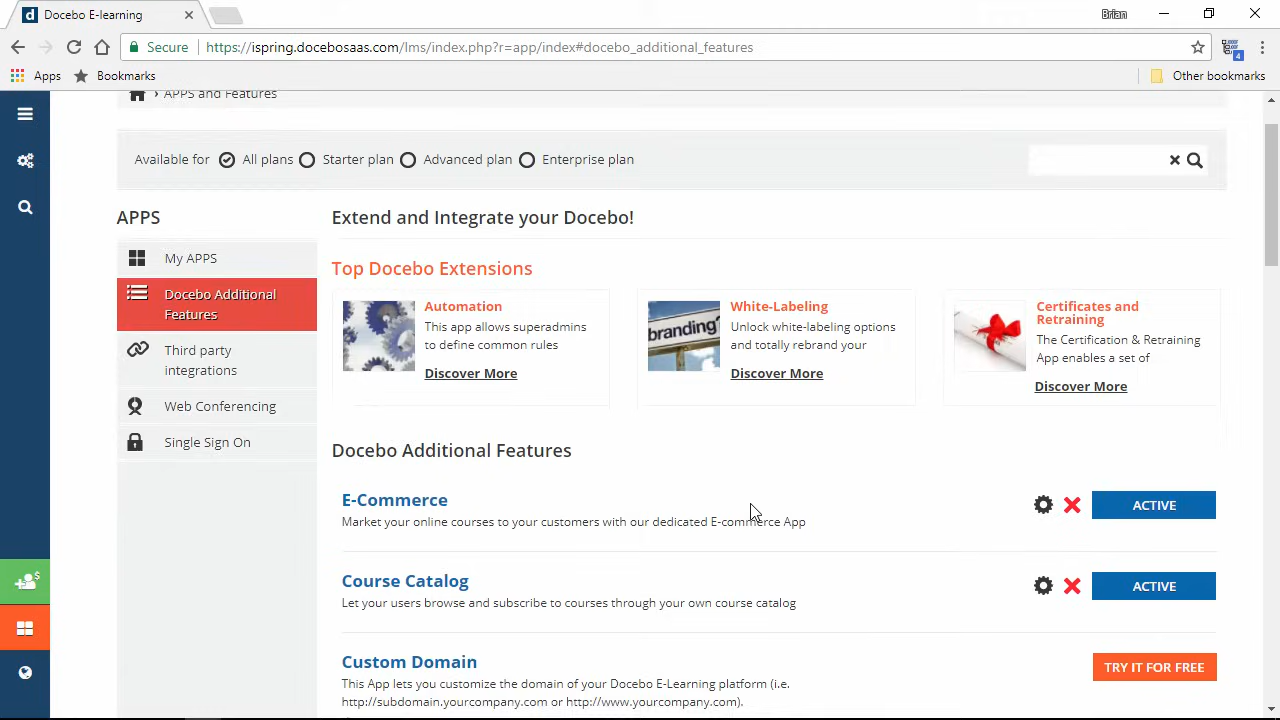 Docebo E-learning
Brian
Secure https://ispring.docebosaas.com/lms/index.php?r=app/index#docebo_additional_features
4
Apps Bookmarks Other bookmarks
› APPS and Features
Available for All plans Starter plan Advanced plan Enterprise plan
APPS
My APPS
Docebo Additional
Features
Third party
integrations
Web Conferencing
Single Sign On
Extend and Integrate your Docebo!
Top Docebo Extensions
Automation
This app allows superadmins
to define common rules
Discover More
branding?
White-Labeling
Unlock white-labeling options
and totally rebrand your
Discover More
Certificates and
Retraining
The Certification & Retraining
App enables a set of
Discover More
Docebo Additional Features
E-Commerce
Market your online courses to your customers with our dedicated E-commerce App
ACTIVE
Course Catalog
Let your users browse and subscribe to courses through your own course catalog
ACTIVE
Custom Domain
This App lets you customize the domain of your Docebo E-Learning platform (i.e.
http://subdomain.yourcompany.com or http://www.yourcompany.com).
TRY IT FOR FREE